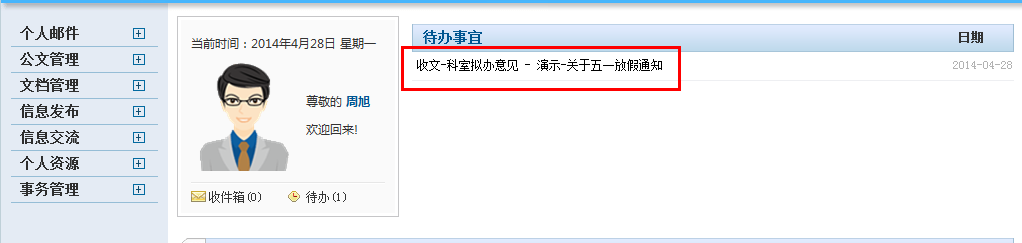 个人邮件
公文管理
文档管理
信息发布
信息交流
个人资源
事务管理
当前时间：2014年4月28日 星期一
尊敬的 周旭
欢迎回来!
收件箱(0) 待办(1)
待办事宜 日期
收文-科室拟办意见 - 演示-关于五一放假通知 2014-04-28